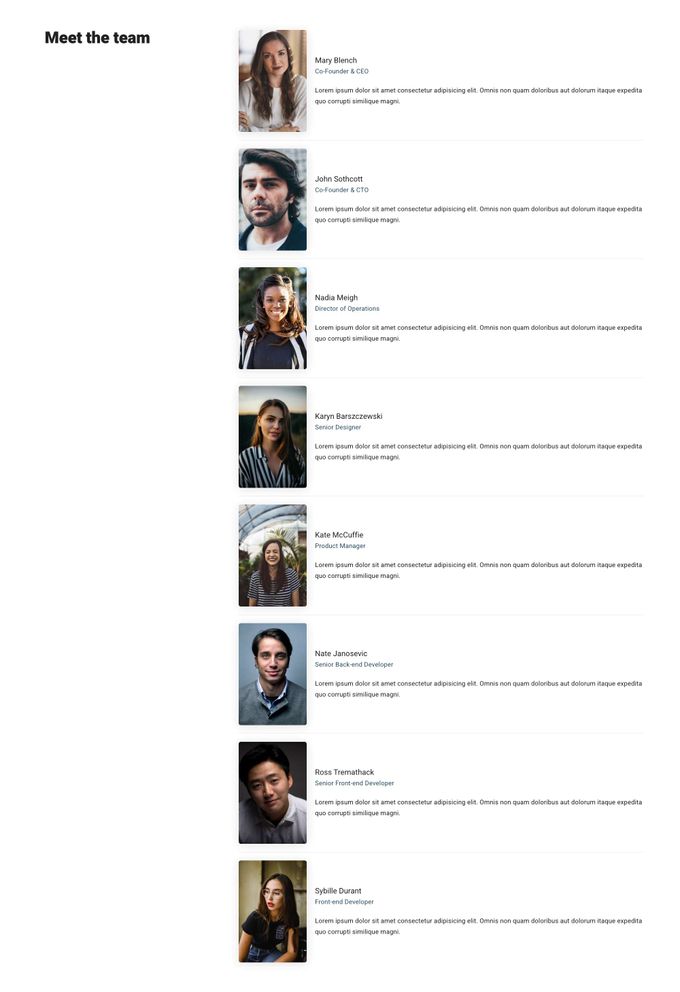 Meet the team
Mary Blench
Co-Founder & CEO
Lorem ipsum dolor sit amet consectetur adipisicing elit. Omnis non quam doloribus aut dolorum itaque expedita
quo corrupti similique magni.
John Sothcott
Co-Founder & CTO
Lorem ipsum dolor sit amet consectetur adipisicing elit. Omnis non quam doloribus aut dolorum itaque expedita
quo corrupti similique magni.
Nadia Meigh
Director of Operations
Lorem ipsum dolor sit amet consectetur adipisicing elit. Omnis non quam doloribus aut dolorum itaque expedita
quo corrupti similique magni.
Karyn Barszczewski
Senior Designer
Lorem ipsum dolor sit amet consectetur adipisicing elit. Omnis non quam doloribus aut dolorum itaque expedita
quo corrupti similique magni.
Kate McCuffie
Product Manager
Lorem ipsum dolor sit amet consectetur adipisicing elit. Omnis non quam doloribus aut dolorum itaque expedita
quo corrupti similique magni.
Nate Janosevic
Senior Back-end Developer
Lorem ipsum dolor sit amet consectetur adipisicing elit. Omnis non quam doloribus aut dolorum itaque expedita
quo corrupti similique magni.
Ross Tremathack
Senior Front-end Developer
Lorem ipsum dolor sit amet consectetur adipisicing elit. Omnis non quam doloribus aut dolorum itaque expedita
quo corrupti similique magni.
Sybille Durant
Front-end Developer
Lorem ipsum dolor sit amet consectetur adipisicing elit. Omnis non quam doloribus aut dolorum itaque expedita
quo corrupti similique magni.